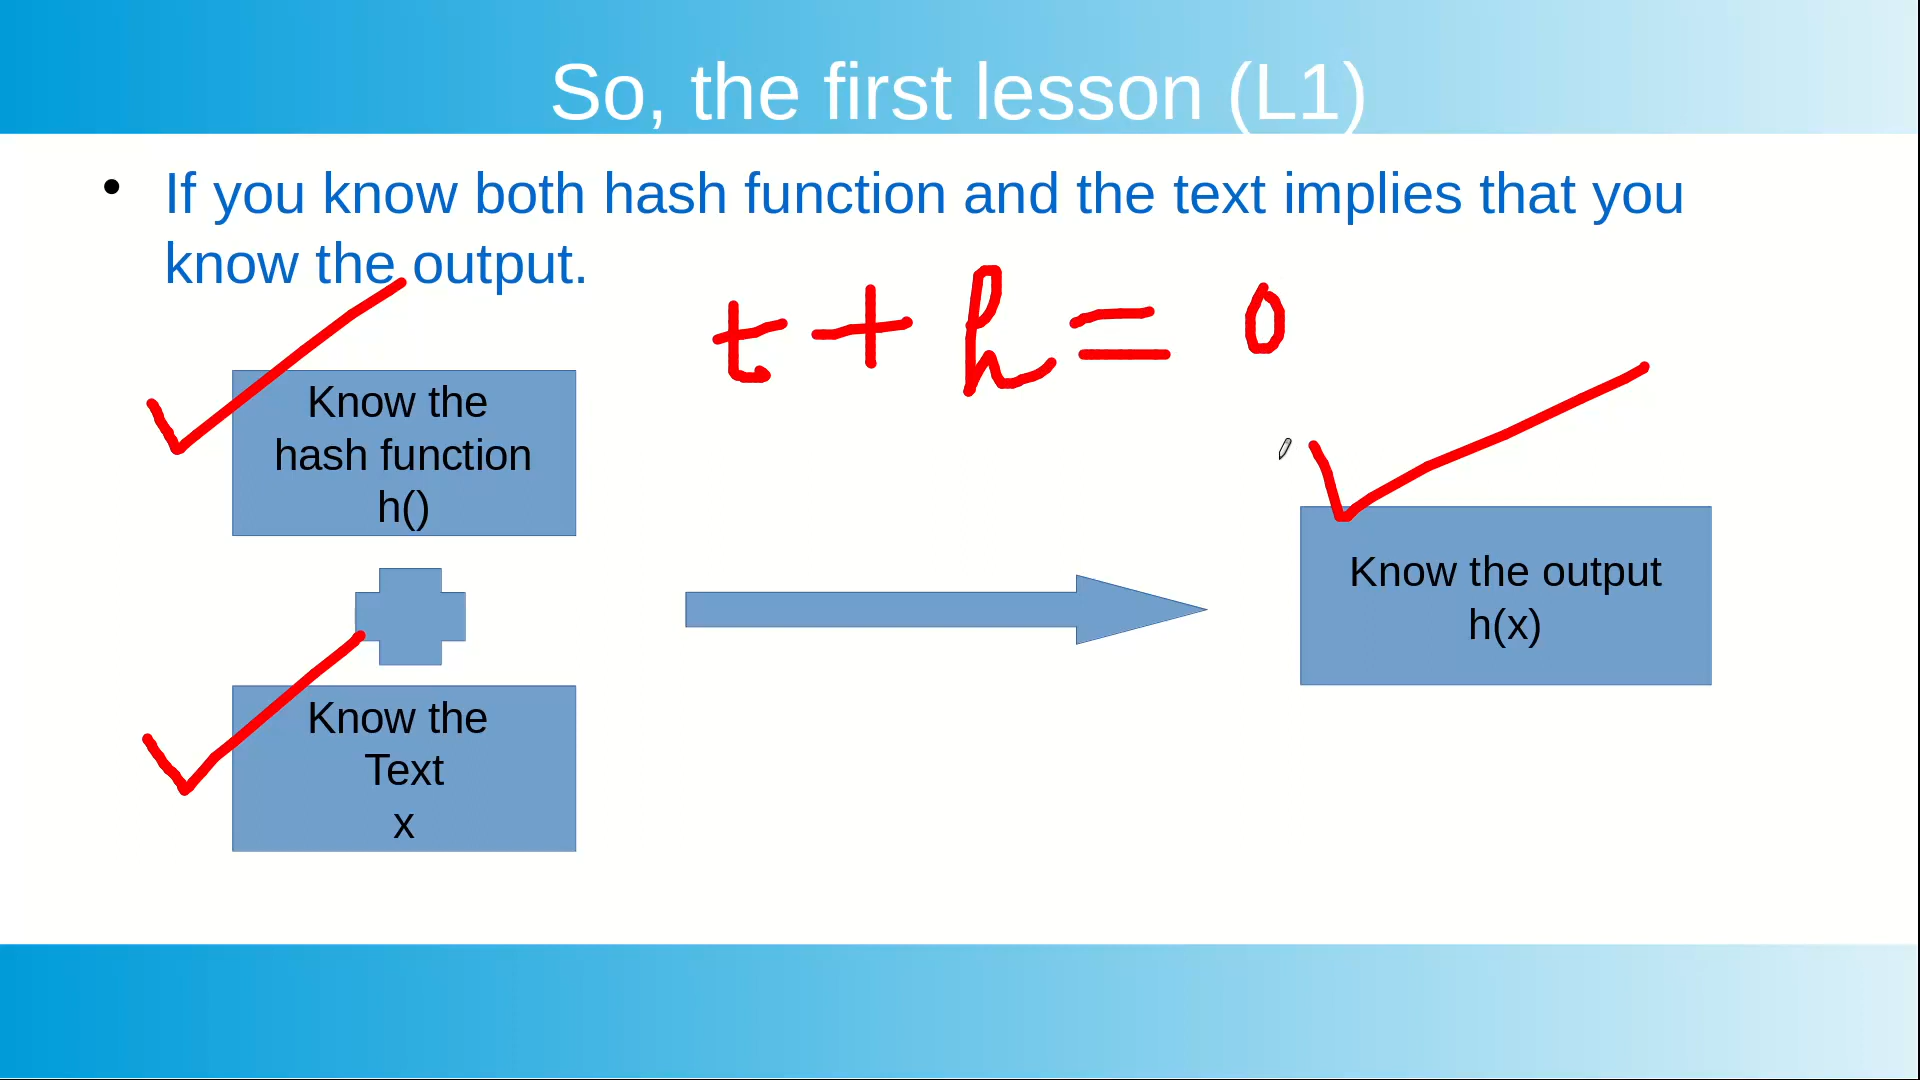 So, the first lesson (L1)
• If you know both hash function and the text implies that you
know the output.
t + h = 0
Know the
hash function
h()
Know the
Text
x
Know the output
h(x)